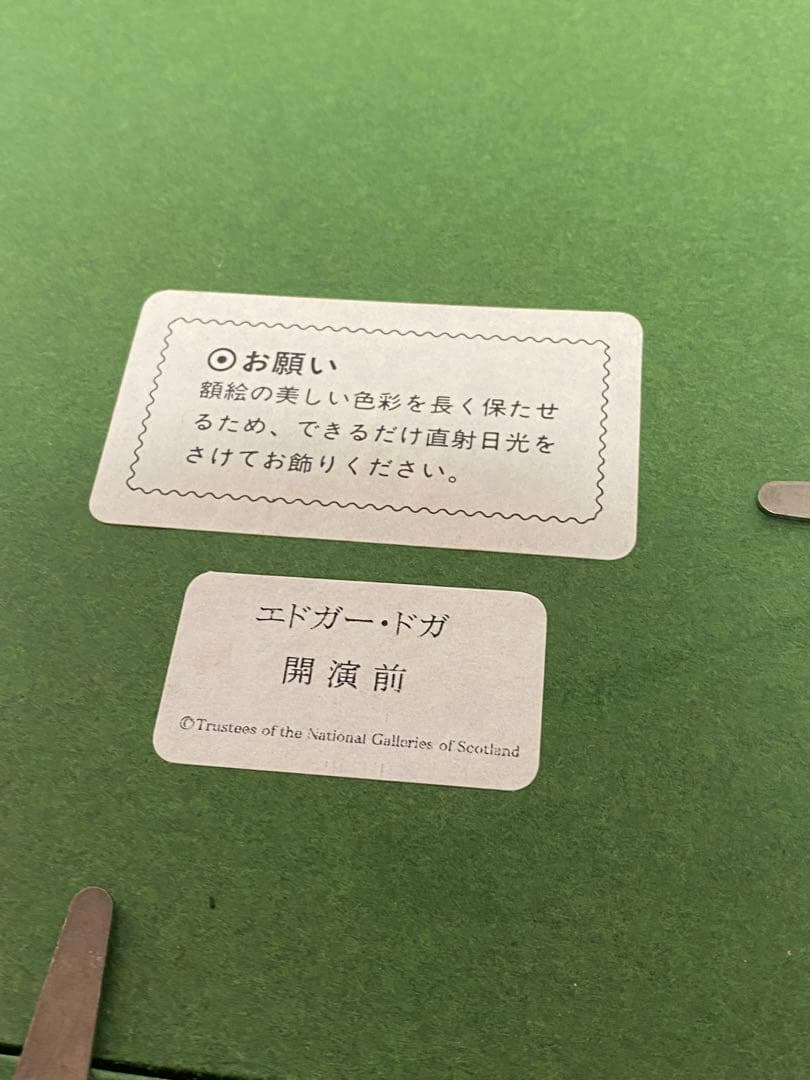 ◉お願い
額絵の美しい色彩を長く保たせ
るため、できるだけ直射日光を
さけてお飾りください。
エドガー・ドガ
開演前
©Trustees of the National Galleries of Scotland